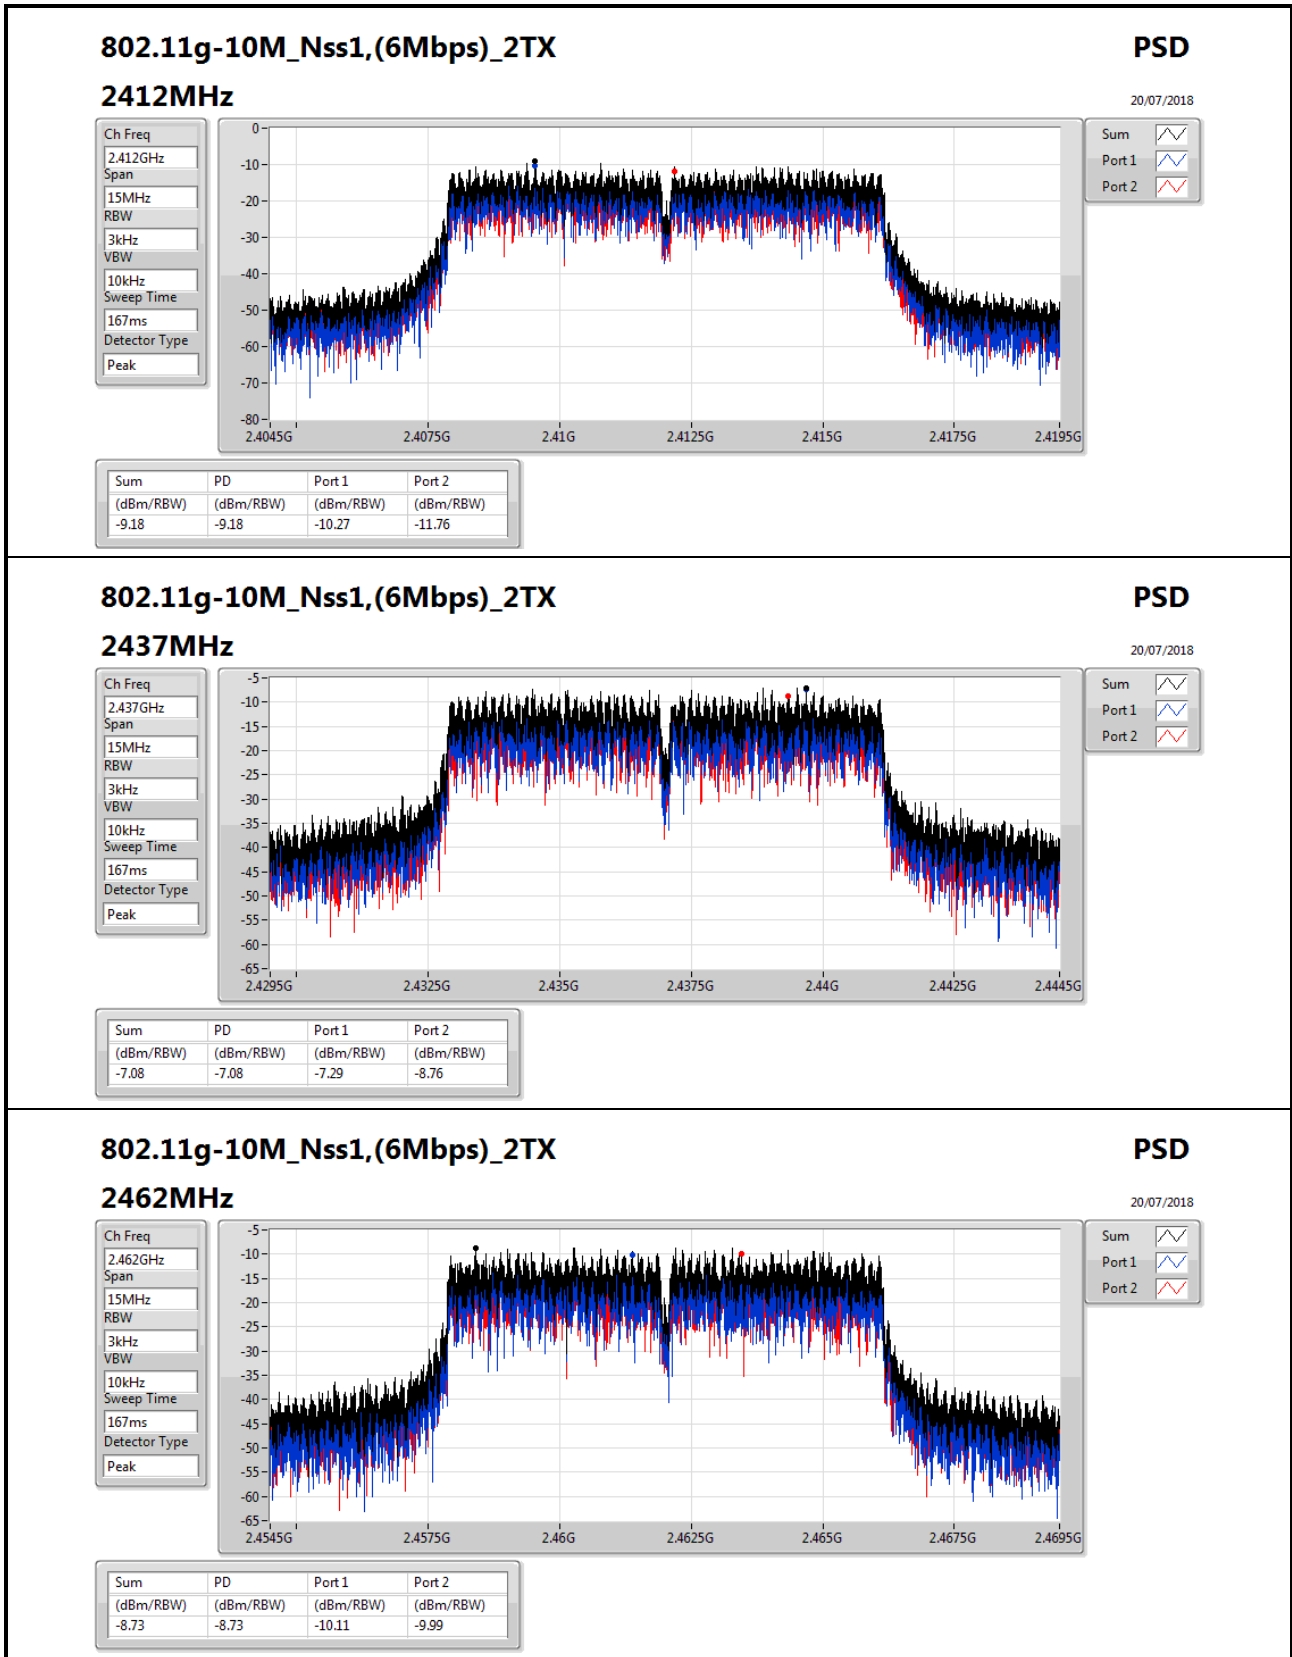 802.11g-10M_Nss1,(6Mbps)_2TX PSD
2412MHz 20/07/2018
Ch Freq
2.412GHz
Span
15MHz
RBW
3kHz
VBW
10kHz
Sweep Time
167ms
Detector Type
Peak
0
-10
-20
-30
-40
-50
-60
-70
-80
2.4045G 2.4075G 2.41G 2.4125G 2.415G 2.4175G 2.4195G
Sum
Port 1
Port 2
Sum PD Port 1 Port 2
(dBm/RBW) (dBm/RBW) (dBm/RBW) (dBm/RBW)
-9.18 -9.18 -10.27 -11.76
802.11g-10M_Nss1,(6Mbps)_2TX PSD
2437MHz 20/07/2018
Ch Freq
2.437GHz
Span
15MHz
RBW
3kHz
VBW
10kHz
Sweep Time
167ms
Detector Type
Peak
-5
-10
-15
-20
-25
-30
-35
-40
-45
-50
-55
-60
-65
2.4295G 2.4325G 2.435G 2.4375G 2.44G 2.4425G 2.4445G
Sum
Port 1
Port 2
Sum PD Port 1 Port 2
(dBm/RBW) (dBm/RBW) (dBm/RBW) (dBm/RBW)
-7.08 -7.08 -7.29 -8.76
802.11g-10M_Nss1,(6Mbps)_2TX PSD
2462MHz 20/07/2018
Ch Freq
2.462GHz
Span
15MHz
RBW
3kHz
VBW
10kHz
Sweep Time
167ms
Detector Type
Peak
-5
-10
-15
-20
-25
-30
-35
-40
-45
-50
-55
-60
-65
2.4545G 2.4575G 2.46G 2.4625G 2.465G 2.4675G 2.4695G
Sum
Port 1
Port 2
Sum PD Port 1 Port 2
(dBm/RBW) (dBm/RBW) (dBm/RBW) (dBm/RBW)
-8.73 -8.73 -10.11 -9.99